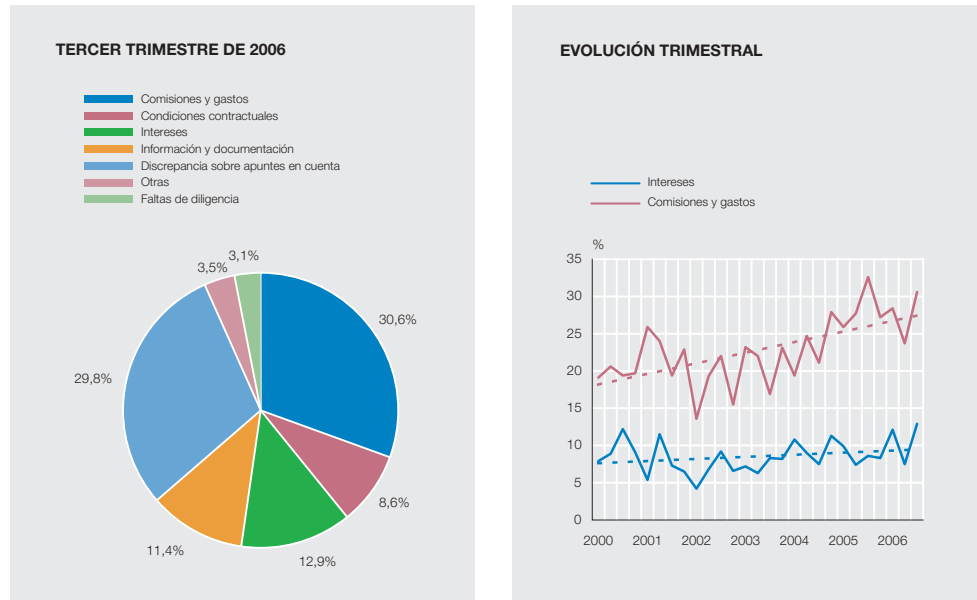 TERCER TRIMESTRE DE 2006
Comisiones y gastos
Condiciones contractuales
Intereses
Información y documentación
Discrepancia sobre apuntes en cuenta
Otras
Faltas de diligencia
3,1%
3,5%
30,6%
29,8%
8,6%
11,4%
12,9%
EVOLUCIÓN TRIMESTRAL
Intereses
Comisiones y gastos
%
35
30
25
20
15
10
5
0
2000 2001 2002 2003 2004 2005 2006